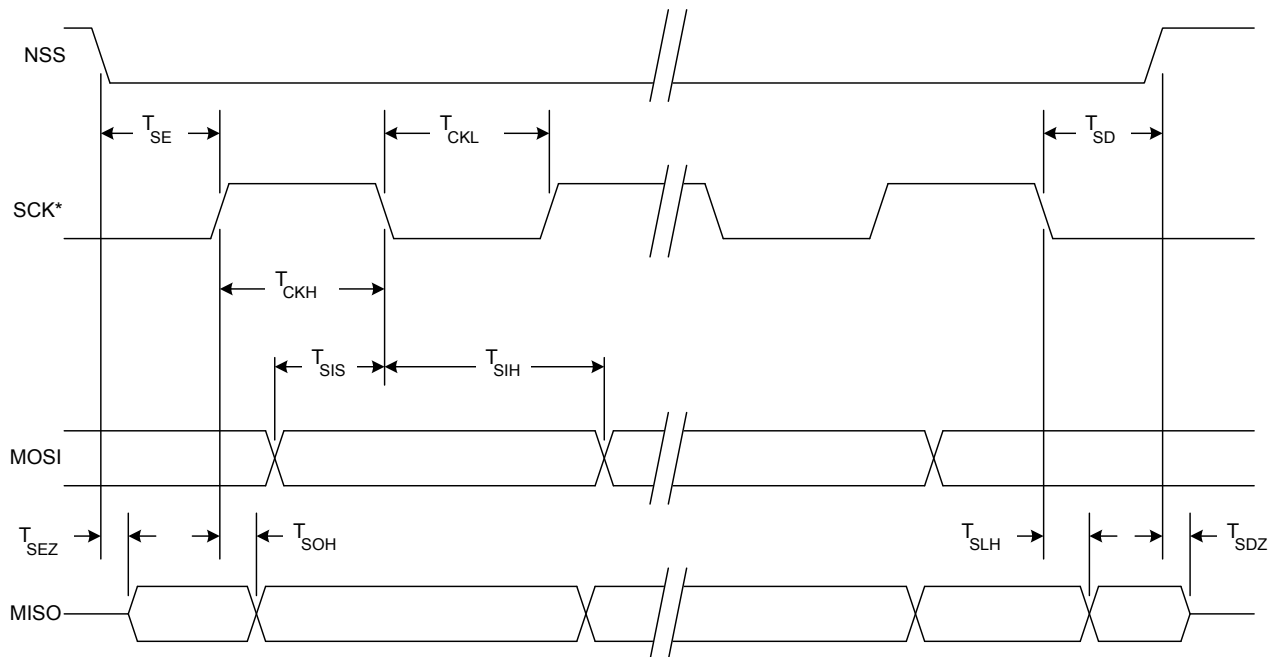 NSS
T_SE
T_CKL
T_SD
SCK*
T_CKH
T_SIS
T_SIH
MOSI
T_SEZ
T_SOH
T_SLH
T_SDZ
MISO